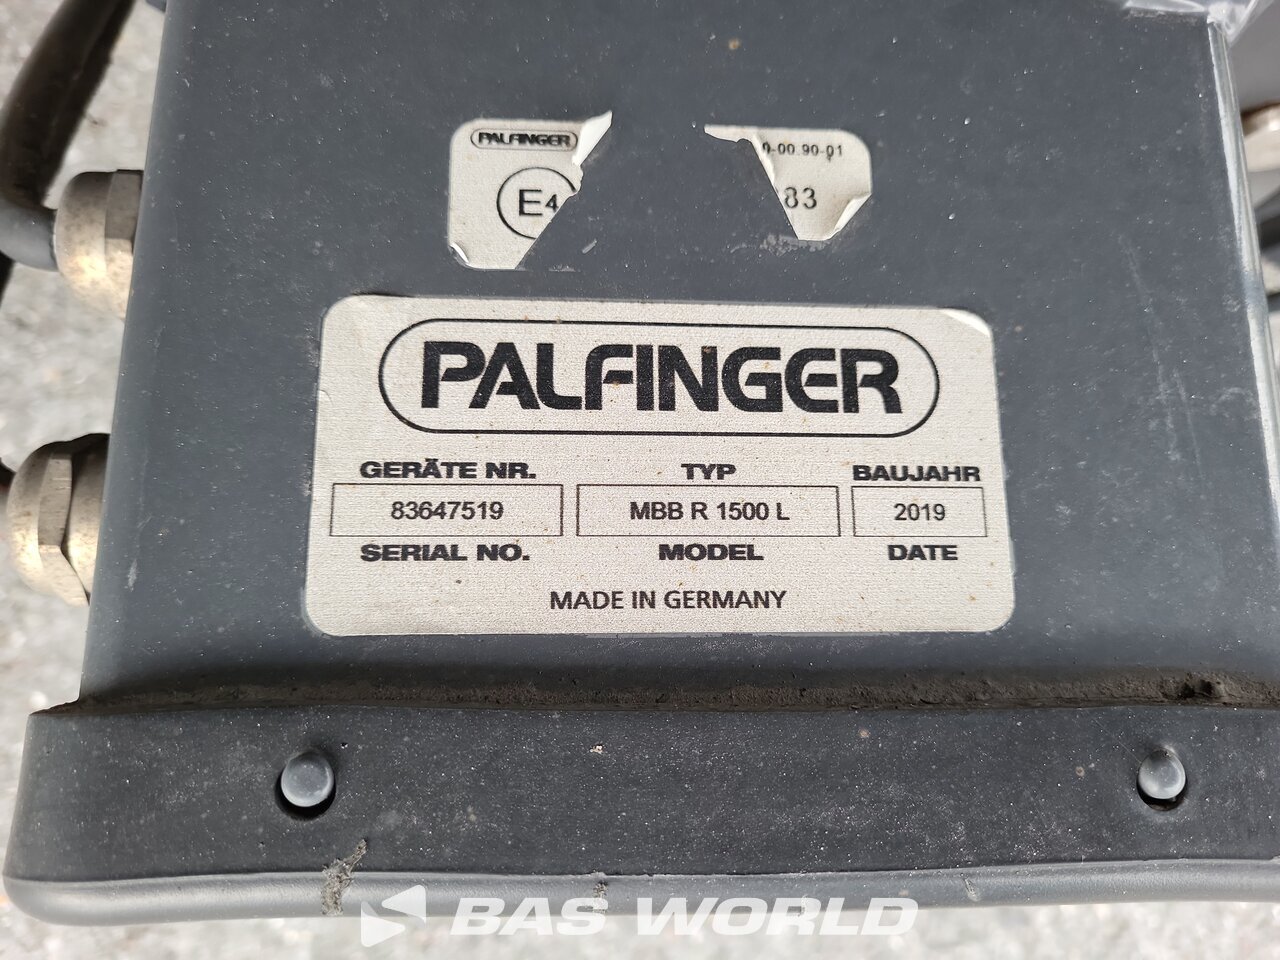 PALFINGER
0-00.90-01
E4
83
PALFINGER
GERÄTE NR. TYP BAUJAHR
83647519 MBB R 1500 L 2019
SERIAL NO. MODEL DATE
MADE IN GERMANY
BAS WORLD